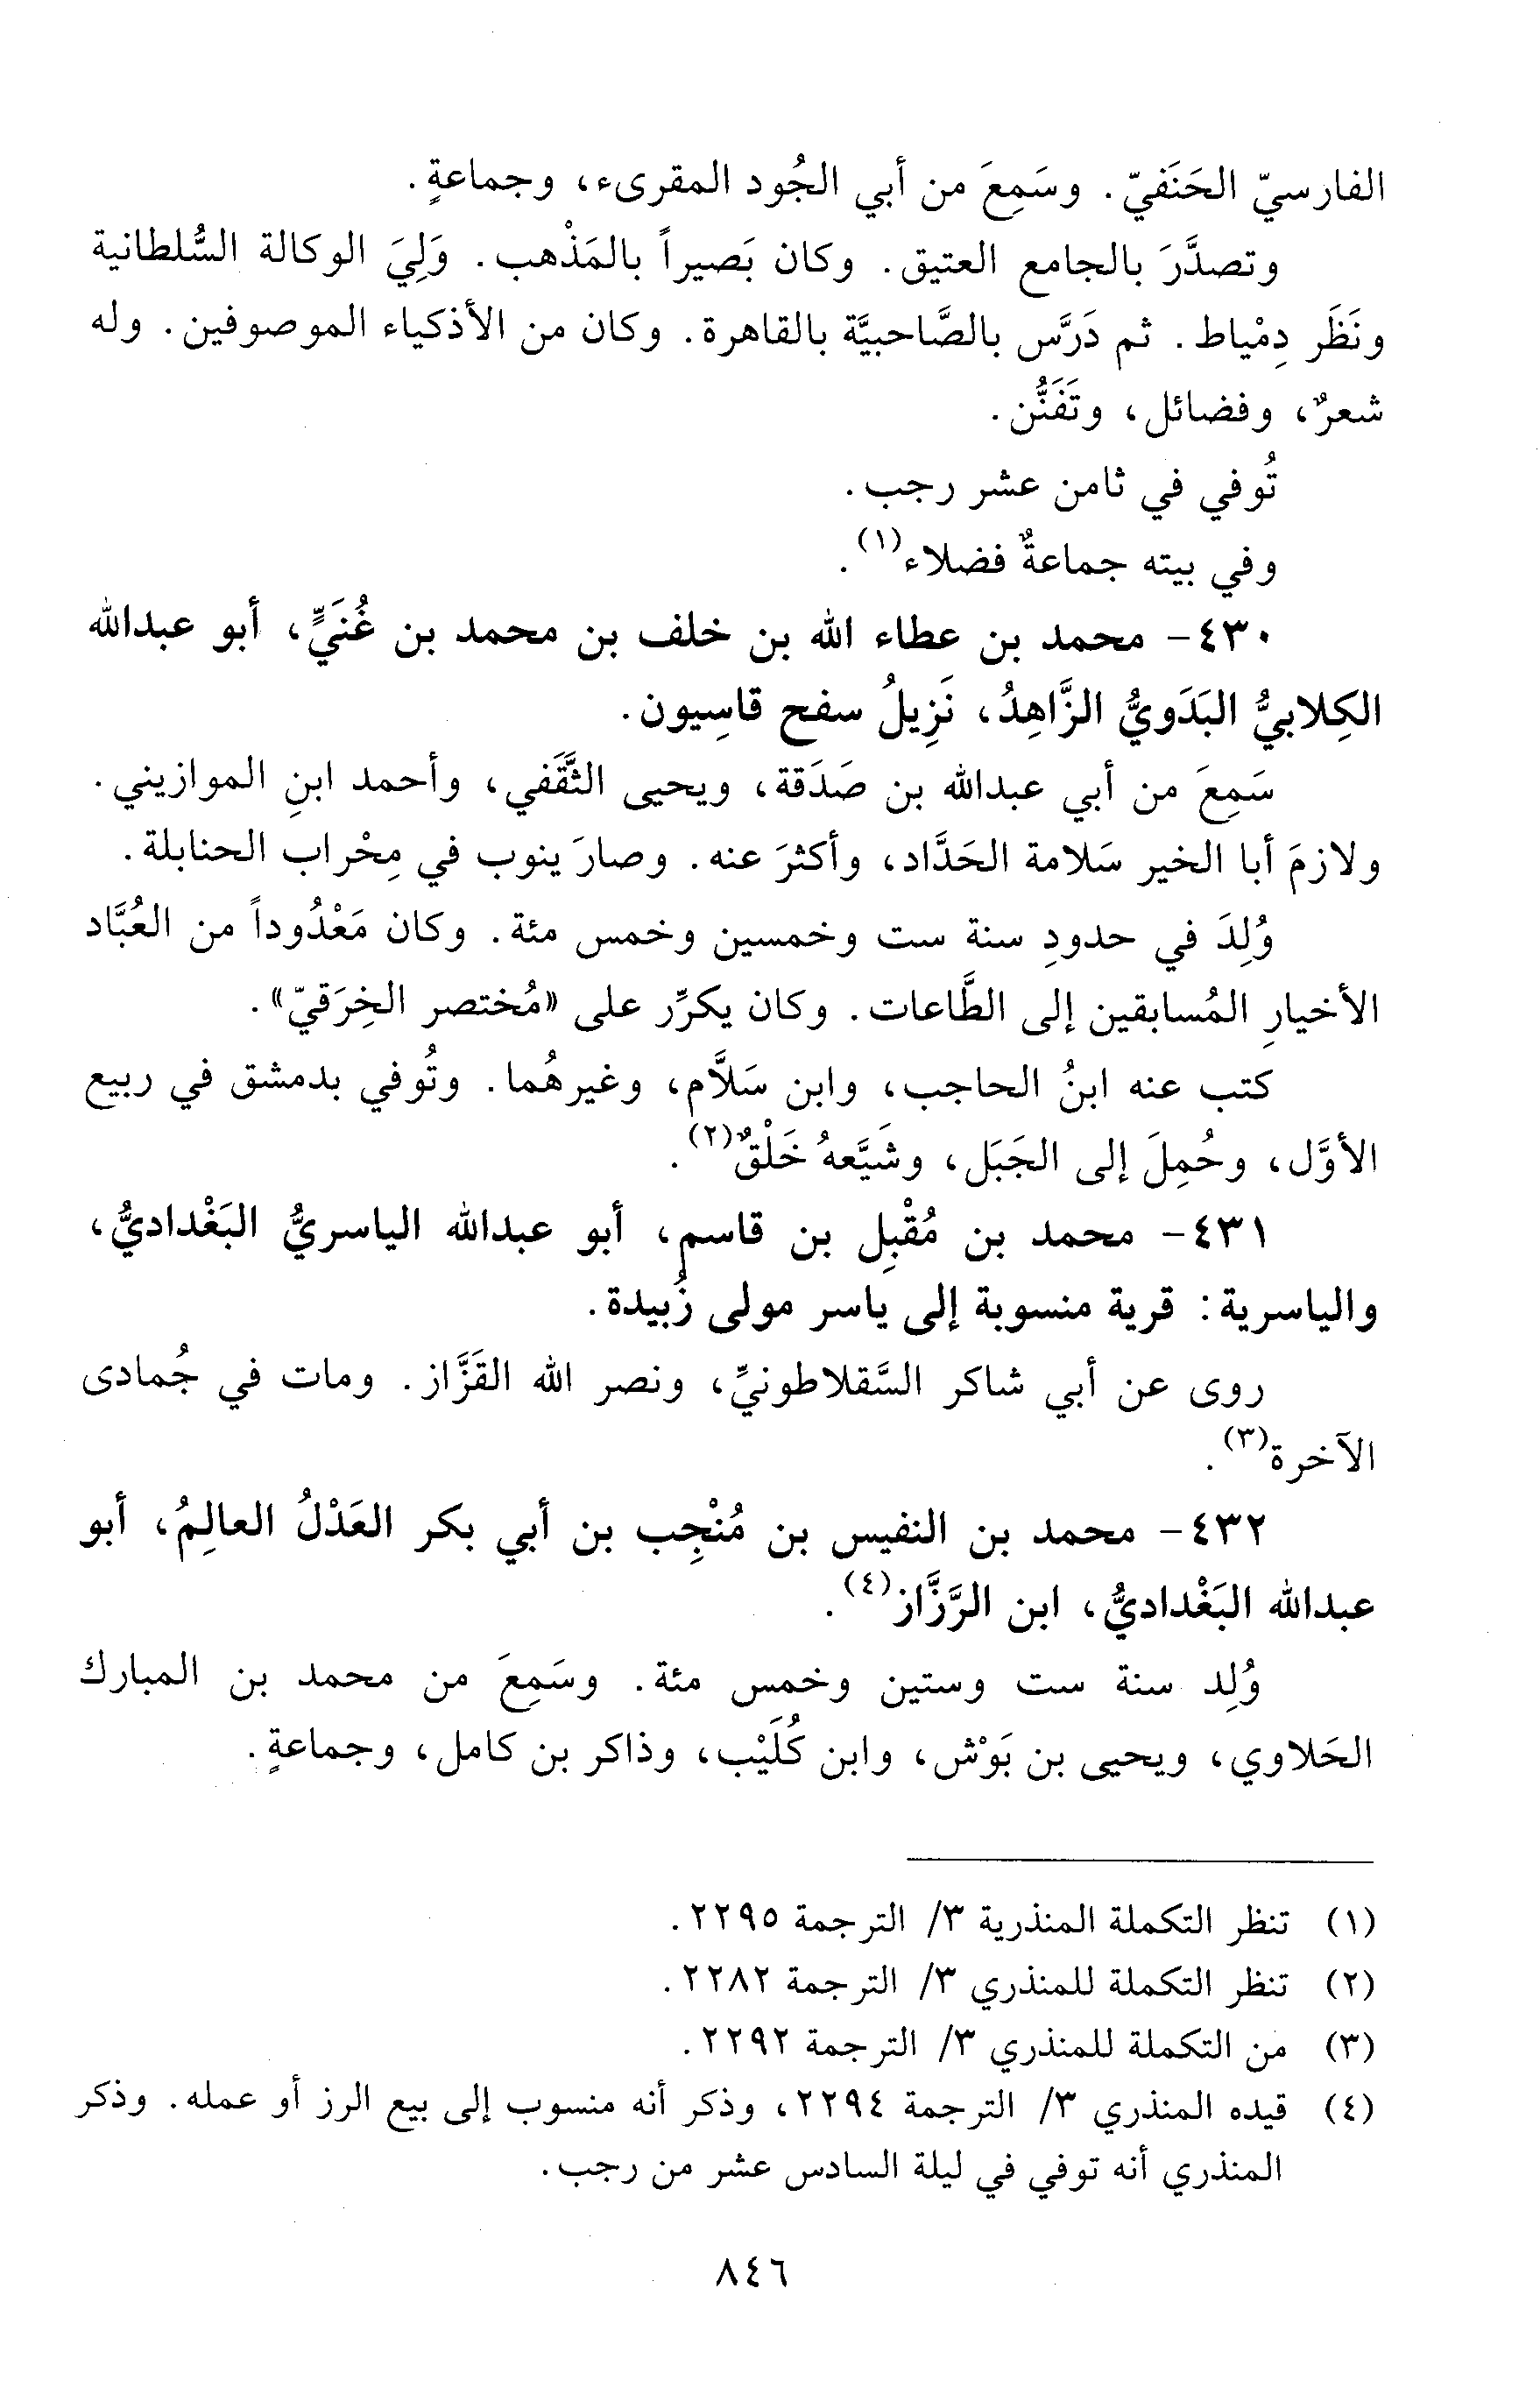 الفارسيّ الحَنَفيّ. وسَمِعَ من أبي الجُود المقرىء، وجماعةٍ.
وتصدَّرَ بالجامع العتيق. وكان بَصيراً بالمَذْهب. وَلِيَ الوكالة السُّلطانية
ونَظَر دِمْياط. ثم دَرَّس بالصَّاحبيَّة بالقاهرة. وكان من الأذكياء الموصوفين. وله
شعرٌ، وفضائل، وتَفَنُّن.
تُوفي في ثامن عشر رجب.
وفي بيته جماعةٌ فضلاء(١).
٤٣٠- محمد بن عطاء الله بن خلف بن محمد بن غُنَيٍّ، أبو عبدالله
الكِلابيُّ البَدَويُّ الزَّاهِدُ، نَزِيلُ سفح قاسِيون.
سَمِعَ من أبي عبدالله بن صَدَقة، ويحيى الثَّقَفي، وأحمد ابنِ الموازيني.
ولازمَ أبا الخير سَلامة الحَدَّاد، وأكثرَ عنه. وصارَ ينوب في مِحْراب الحنابلة.
وُلِدَ في حدودِ سنة ست وخمسين وخمس مئة. وكان مَعْدُوداً من العُبَّاد
الأخيارِ المُسابقين إلى الطَّاعات. وكان يكرِّر على «مُختصر الخِرَقيّ».
كتب عنه ابنُ الحاجب، وابن سَلاَّم، وغيرهُما. وتُوفي بدمشق في ربيع
الأوَّل، وحُمِلَ إلى الجَبَل، وشَيَّعهُ خَلْقٌ(٢).
٤٣١- محمد بن مُقْبِل بن قاسم، أبو عبدالله الياسريُّ البَغْداديُّ،
والياسرية: قرية منسوبة إلى ياسر مولى زُبيدة.
روى عن أبي شاكر السَّقلاطونيِّ، ونصر الله القَزَّاز. ومات في جُمادى
الآخرة(٣).
٤٣٢- محمد بن النفيس بن مُنْجِب بن أبي بكر العَدْلُ العالِمُ، أبو
عبدالله البَغْداديُّ، ابن الرَّزَّاز(٤).
وُلِد سنة ست وستين وخمس مئة. وسَمِعَ من محمد بن المبارك
الحَلاوي، ويحيى بن بَوْش، وابن كُلَيْب، وذاكر بن كامل، وجماعةٍ.
(١) تنظر التكملة المنذرية ٣/ الترجمة ٢٢٩٥.
(٢) تنظر التكملة للمنذري ٣/ الترجمة ٢٢٨٢.
(٣) من التكملة للمنذري ٣/ الترجمة ٢٢٩٢.
(٤) قيده المنذري ٣/ الترجمة ٢٢٩٤، وذكر أنه منسوب إلى بيع الرز أو عمله. وذكر
المنذري أنه توفي في ليلة السادس عشر من رجب.
٨٤٦